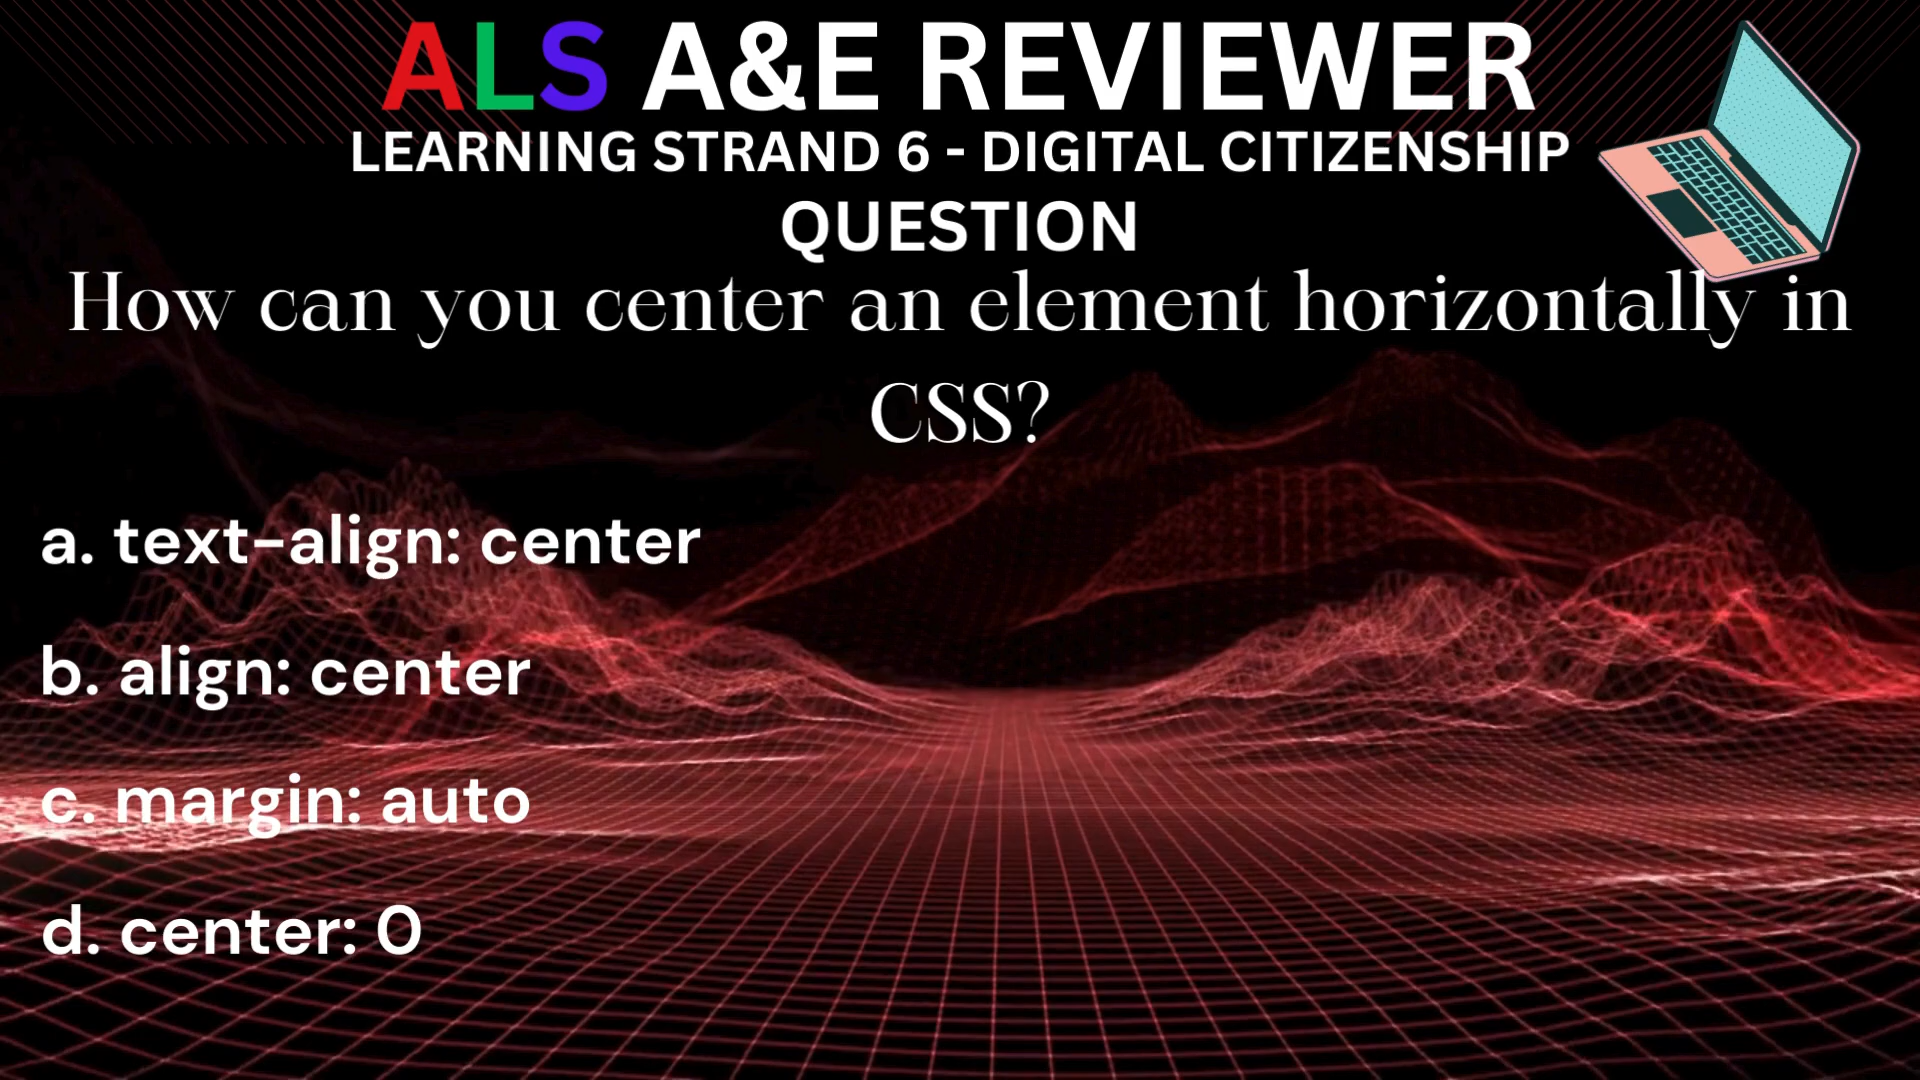 ALS A&E REVIEWER
LEARNING STRAND 6 - DIGITAL CITIZENSHIP
QUESTION
How can you center an element horizontally in
CSS?
a. text-align: center
b. align: center
c. margin: auto
d. center: 0